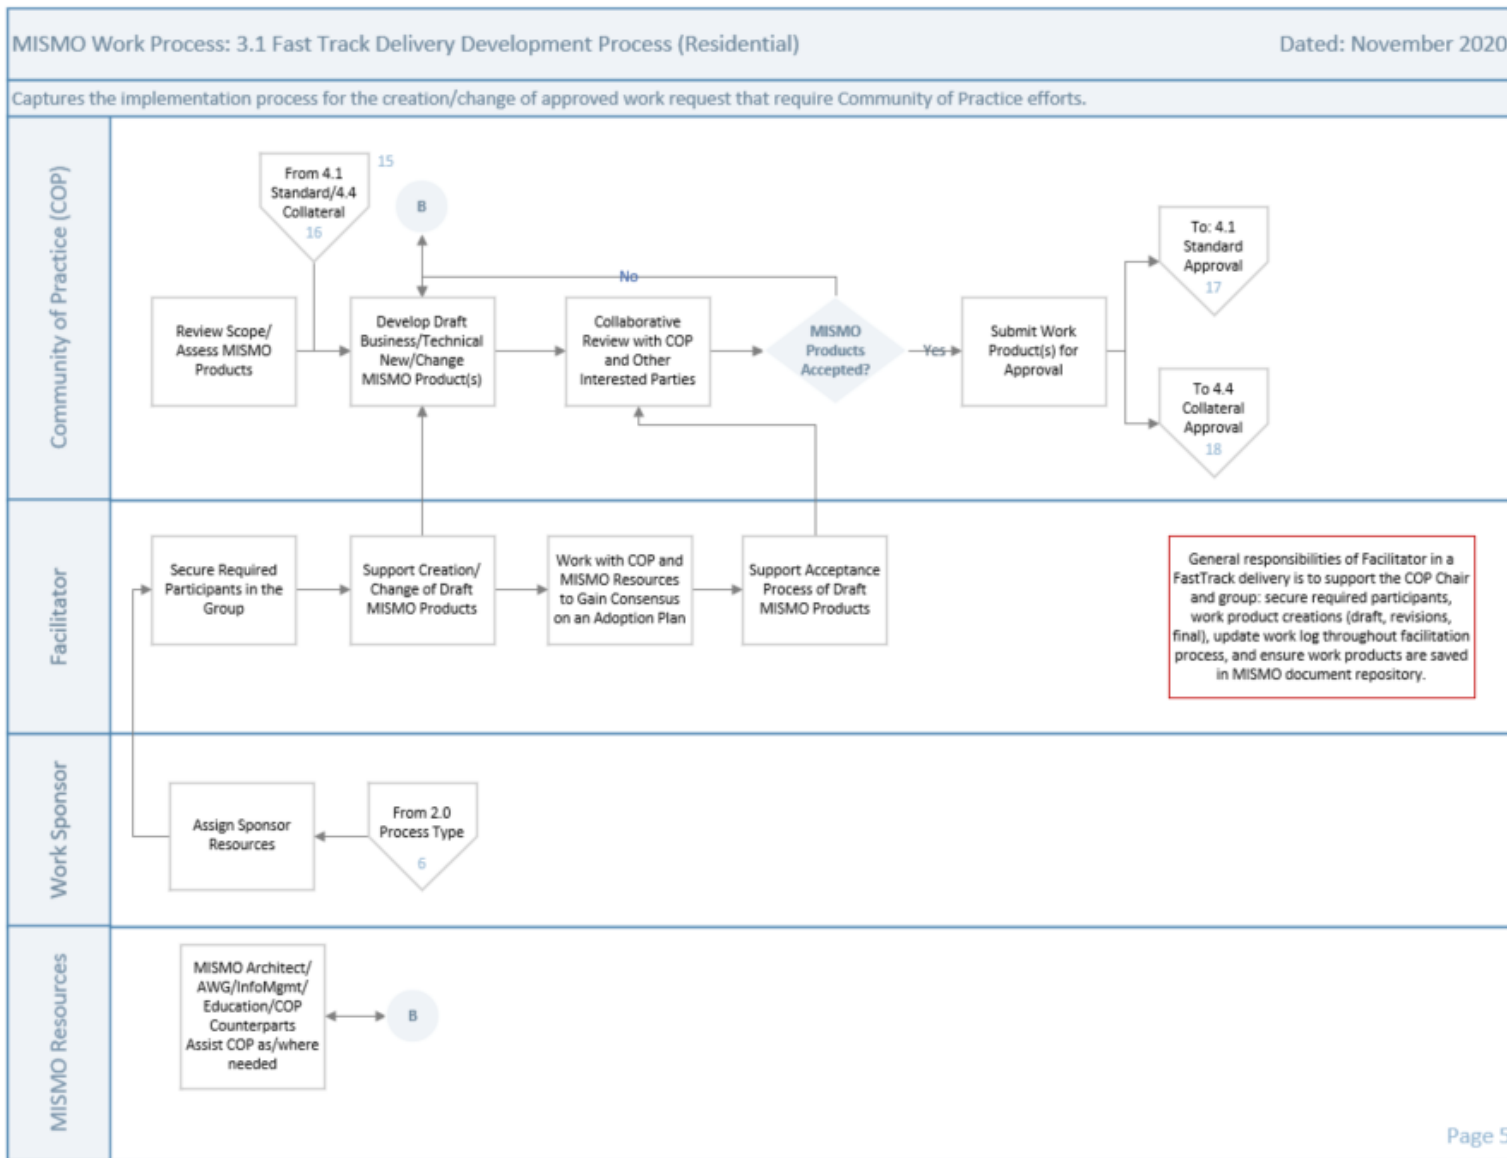 MISMO Work Process: 3.1 Fast Track Delivery Development Process (Residential)
Dated: November 2020
Captures the implementation process for the creation/change of approved work request that require Community of Practice efforts.
Community of Practice (COP)
From 4.1
Standard/4.4
Collateral
16
15
B
No
Review Scope/
Assess MISMO
Products
Develop Draft
Business/Technical
New/Change
MISMO Product(s)
Collaborative
Review with COP
and Other
Interested Parties
MISMO
Products
Accepted?
Yes
Submit Work
Product(s) for
Approval
To: 4.1
Standard
Approval
17
To 4.4
Collateral
Approval
18
Facilitator
Secure Required
Participants in the
Group
Support Creation/
Change of Draft
MISMO Products
Work with COP and
MISMO Resources
to Gain Consensus
on an Adoption Plan
Support Acceptance
Process of Draft
MISMO Products
General responsibilities of Facilitator in a
FastTrack delivery is to support the COP Chair
and group: secure required participants,
work product creations (draft, revisions,
final), update work log throughout facilitation
process, and ensure work products are saved
in MISMO document repository.
Work Sponsor
Assign Sponsor
Resources
From 2.0
Process Type
6
MISMO Resources
MISMO Architect/
AWG/InfoMgmt/
Education/COP
Counterparts
Assist COP as/where
needed
B
Page 5